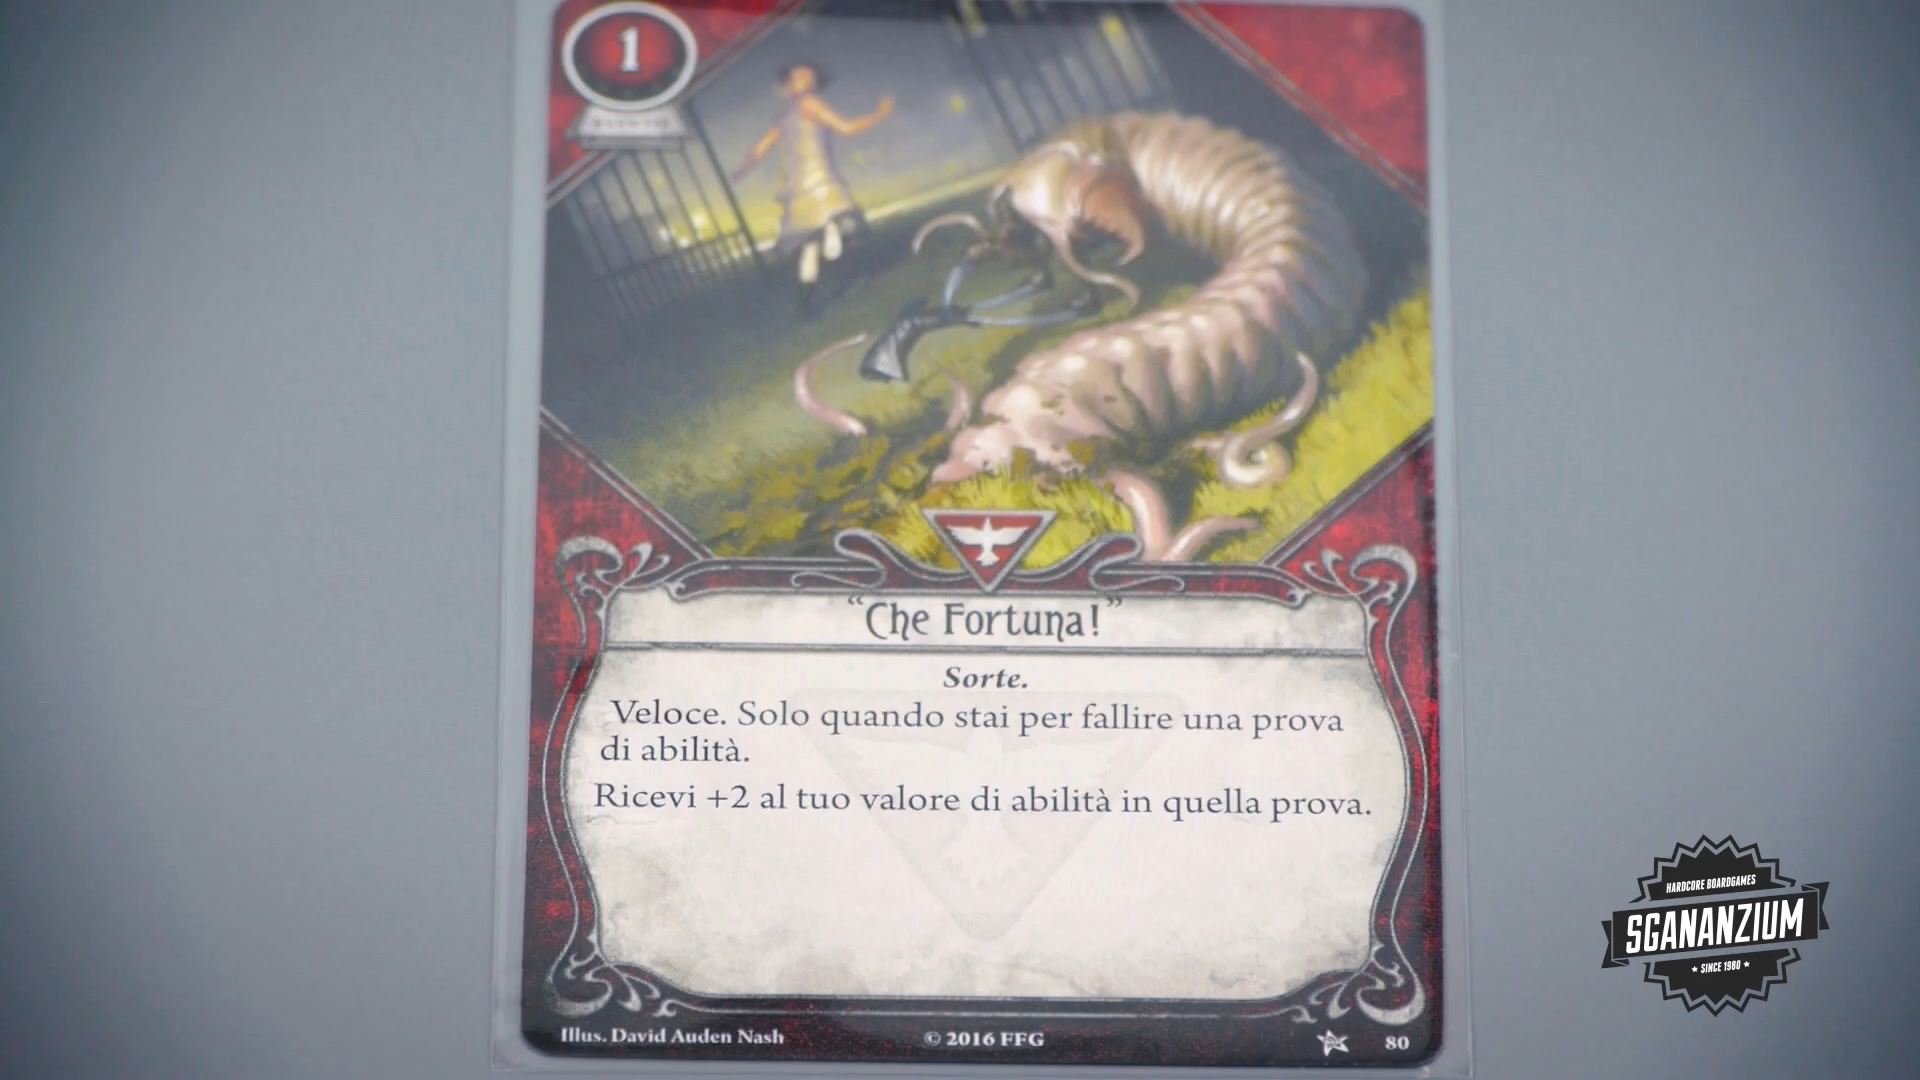 1
EVENTO
"Che Fortuna!"
Sorte.
Veloce. Solo quando stai per fallire una prova
di abilità.
Ricevi +2 al tuo valore di abilità in quella prova.
Illus. David Auden Nash
© 2016 FFG
80
HARDCORE BOARDGAMES
SGANANZIUM
SINCE 1980